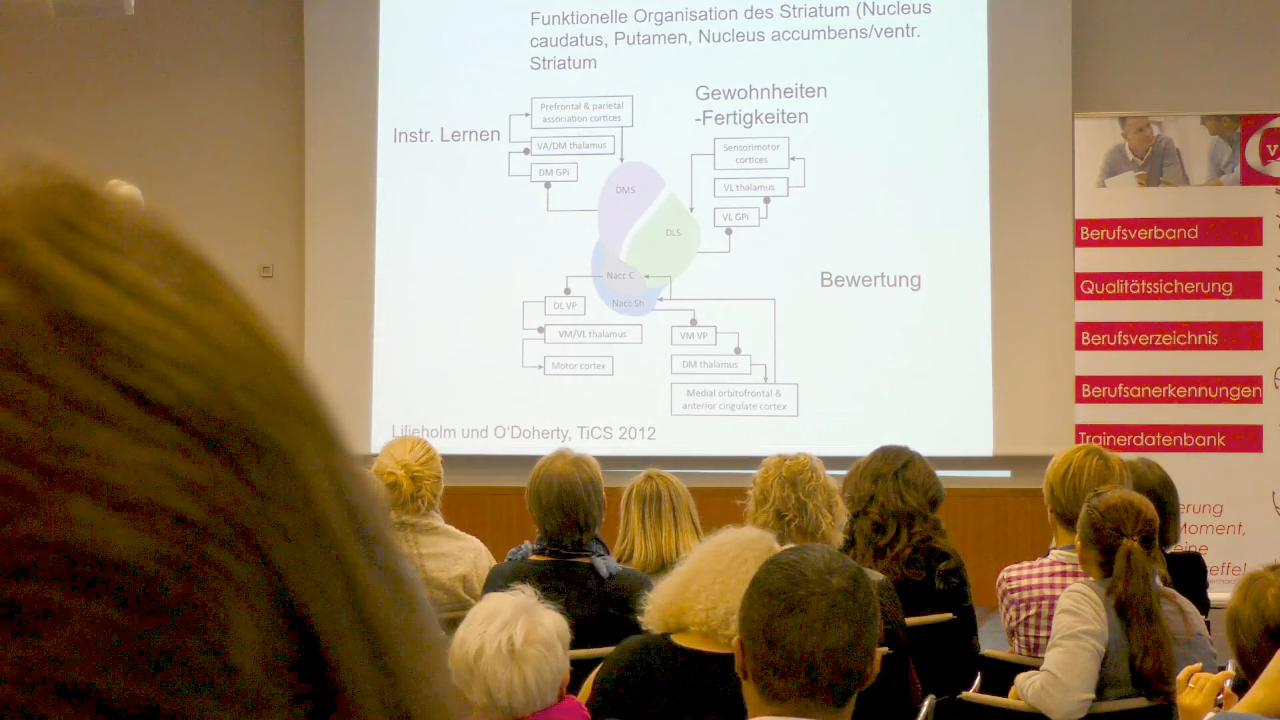 Funktionelle Organisation des Striatum (Nucleus
caudatus, Putamen, Nucleus accumbens/ventr.
Striatum
Gewohnheiten
-Fertigkeiten
Instr. Lernen
Prefrontal & parietal
association cortices
VA/DM thalamus
DM GPi
Sensorimotor
cortices
VL thalamus
VL GPi
DMS
DLS
Nacc C
Nacc Sh
Bewertung
DL VP
VM/VL thalamus
Motor cortex
VM VP
DM thalamus
Medial orbitofrontal &
anterior cingulate cortex
Liljeholm und O'Doherty, TiCS 2012
Berufsverband
Qualitätssicherung
Berufsverzeichnis
Berufsanerkennungen
Trainerdatenbank
erung
Moment,
eine
reffe!